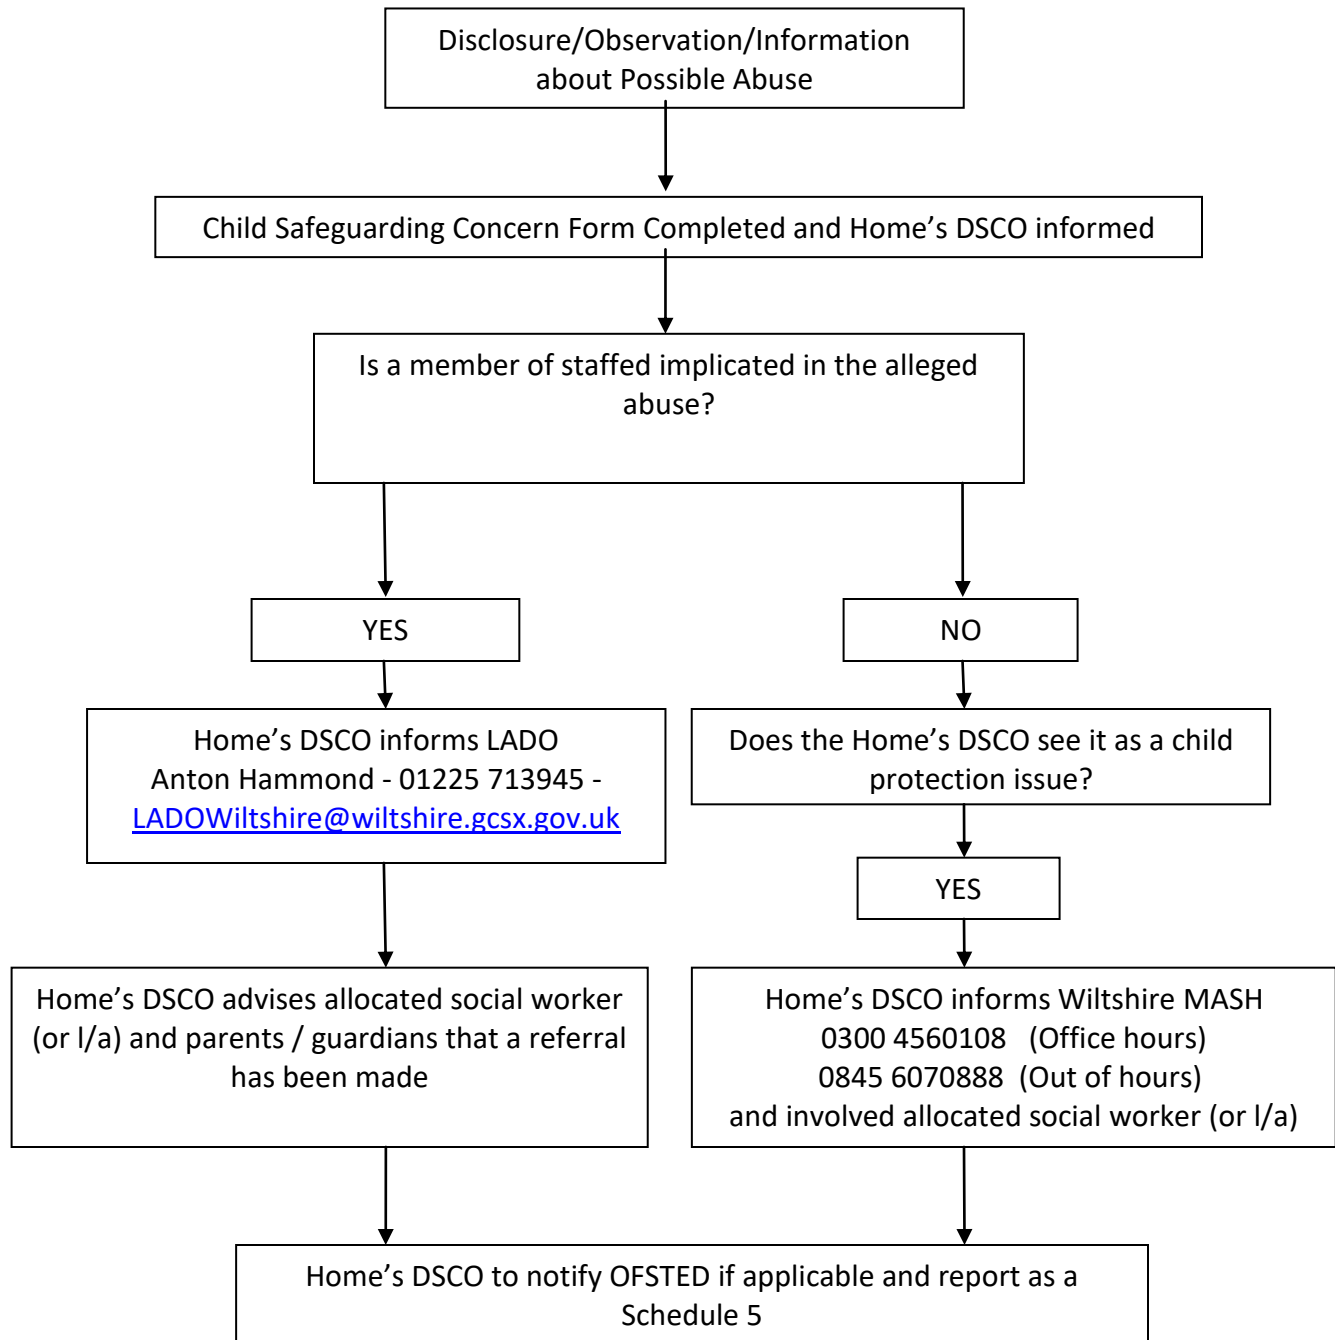 Disclosure/Observation/Information
about Possible Abuse
Child Safeguarding Concern Form Completed and Home’s DSCO informed
Is a member of staffed implicated in the alleged
abuse?
YES
NO
Home’s DSCO informs LADO
Anton Hammond - 01225 713945 -
LADOWiltshire@wiltshire.gcsx.gov.uk
Does the Home’s DSCO see it as a child
protection issue?
YES
Home’s DSCO advises allocated social worker
(or l/a) and parents / guardians that a referral
has been made
Home’s DSCO informs Wiltshire MASH
0300 4560108 (Office hours)
0845 6070888 (Out of hours)
and involved allocated social worker (or l/a)
Home’s DSCO to notify OFSTED if applicable and report as a
Schedule 5